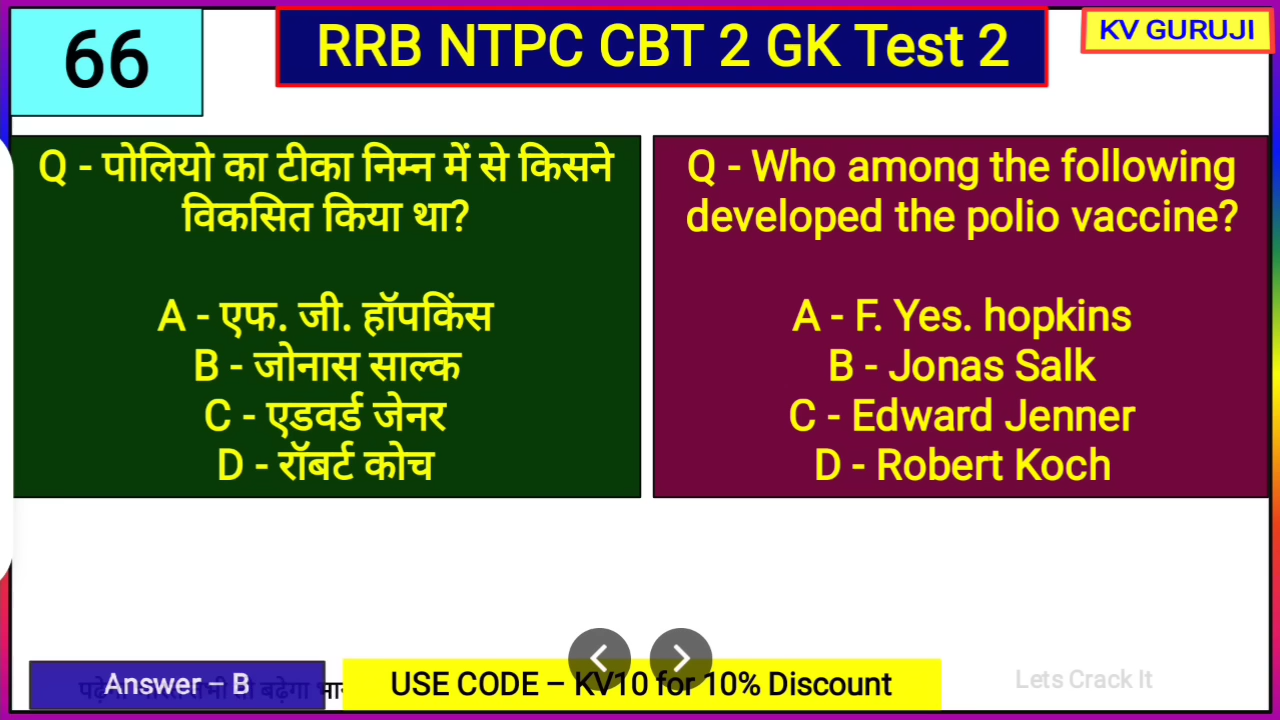 66
RRB NTPC CBT 2 GK Test 2
KV GURUJI
Q - पोलियो का टीका निम्न में से किसने
विकसित किया था?
A - एफ. जी. हॉपकिंस
B - जोनास साल्क
C - एडवर्ड जेनर
D - रॉबर्ट कोच
Q - Who among the following
developed the polio vaccine?
A - F. Yes. hopkins
B - Jonas Salk
C - Edward Jenner
D - Robert Koch
Answer – B
USE CODE – KV10 for 10% Discount
Lets Crack It